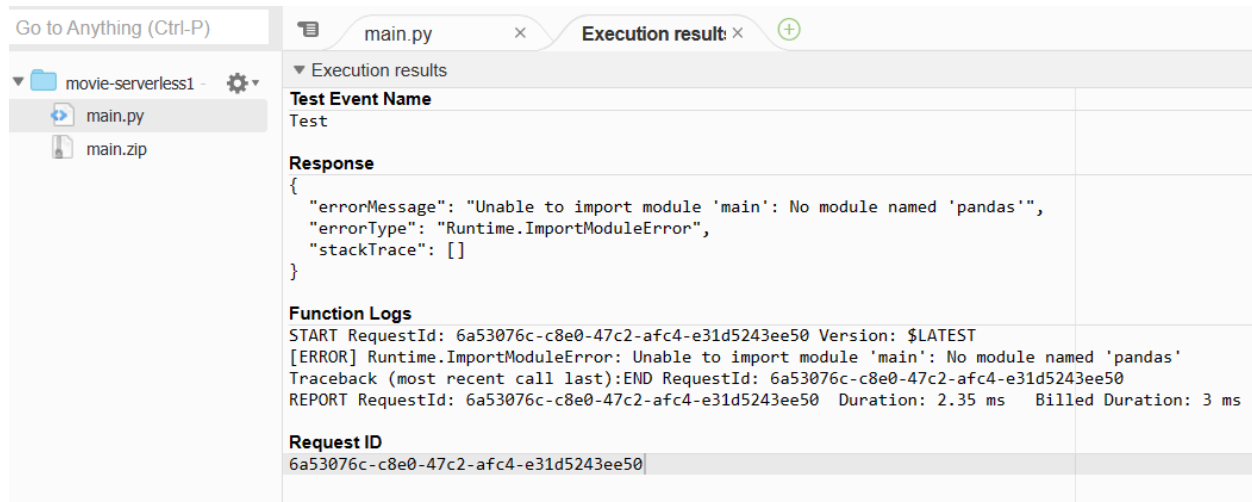 Go to Anything (Ctrl-P)
main.py
Execution result
movie-serverless1 -
main.py
main.zip
Execution results
Test Event Name
Test
Response
{
"errorMessage": "Unable to import module 'main': No module named 'pandas'",
"errorType": "Runtime.ImportModuleError",
"stackTrace": []
}
Function Logs
START RequestId: 6a53076c-c8e0-47c2-afc4-e31d5243ee50 Version: $LATEST
[ERROR] Runtime.ImportModuleError: Unable to import module 'main': No module named 'pandas'
Traceback (most recent call last):END RequestId: 6a53076c-c8e0-47c2-afc4-e31d5243ee50
REPORT RequestId: 6a53076c-c8e0-47c2-afc4-e31d5243ee50 Duration: 2.35 ms Billed Duration: 3 ms
Request ID
6a53076c-c8e0-47c2-afc4-e31d5243ee50